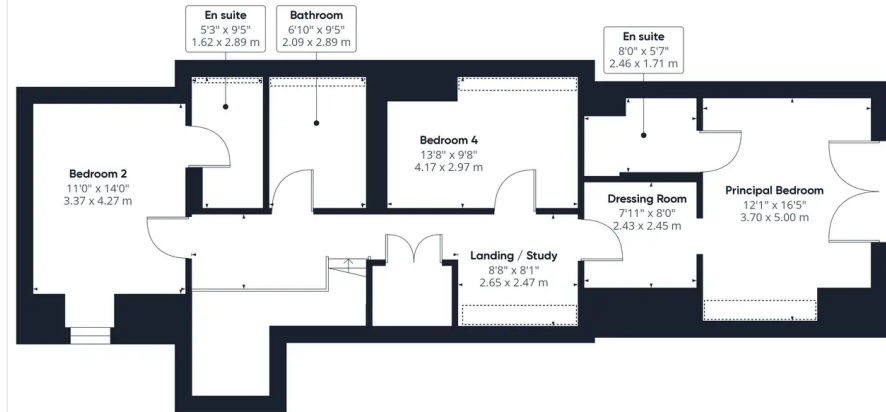 En suite
5'3" x 9'5"
1.62 x 2.89 m
Bathroom
6'10" x 9'5"
2.09 x 2.89 m
En suite
8'0" x 5'7"
2.46 x 1.71 m
Bedroom 4
13'8" x 9'8"
4.17 x 2.97 m
Bedroom 2
11'0" x 14'0"
3.37 x 4.27 m
Dressing Room
7'11" x 8'0"
2.43 x 2.45 m
Principal Bedroom
12'1" x 16'5"
3.70 x 5.00 m
Landing / Study
8'8" x 8'1"
2.65 x 2.47 m